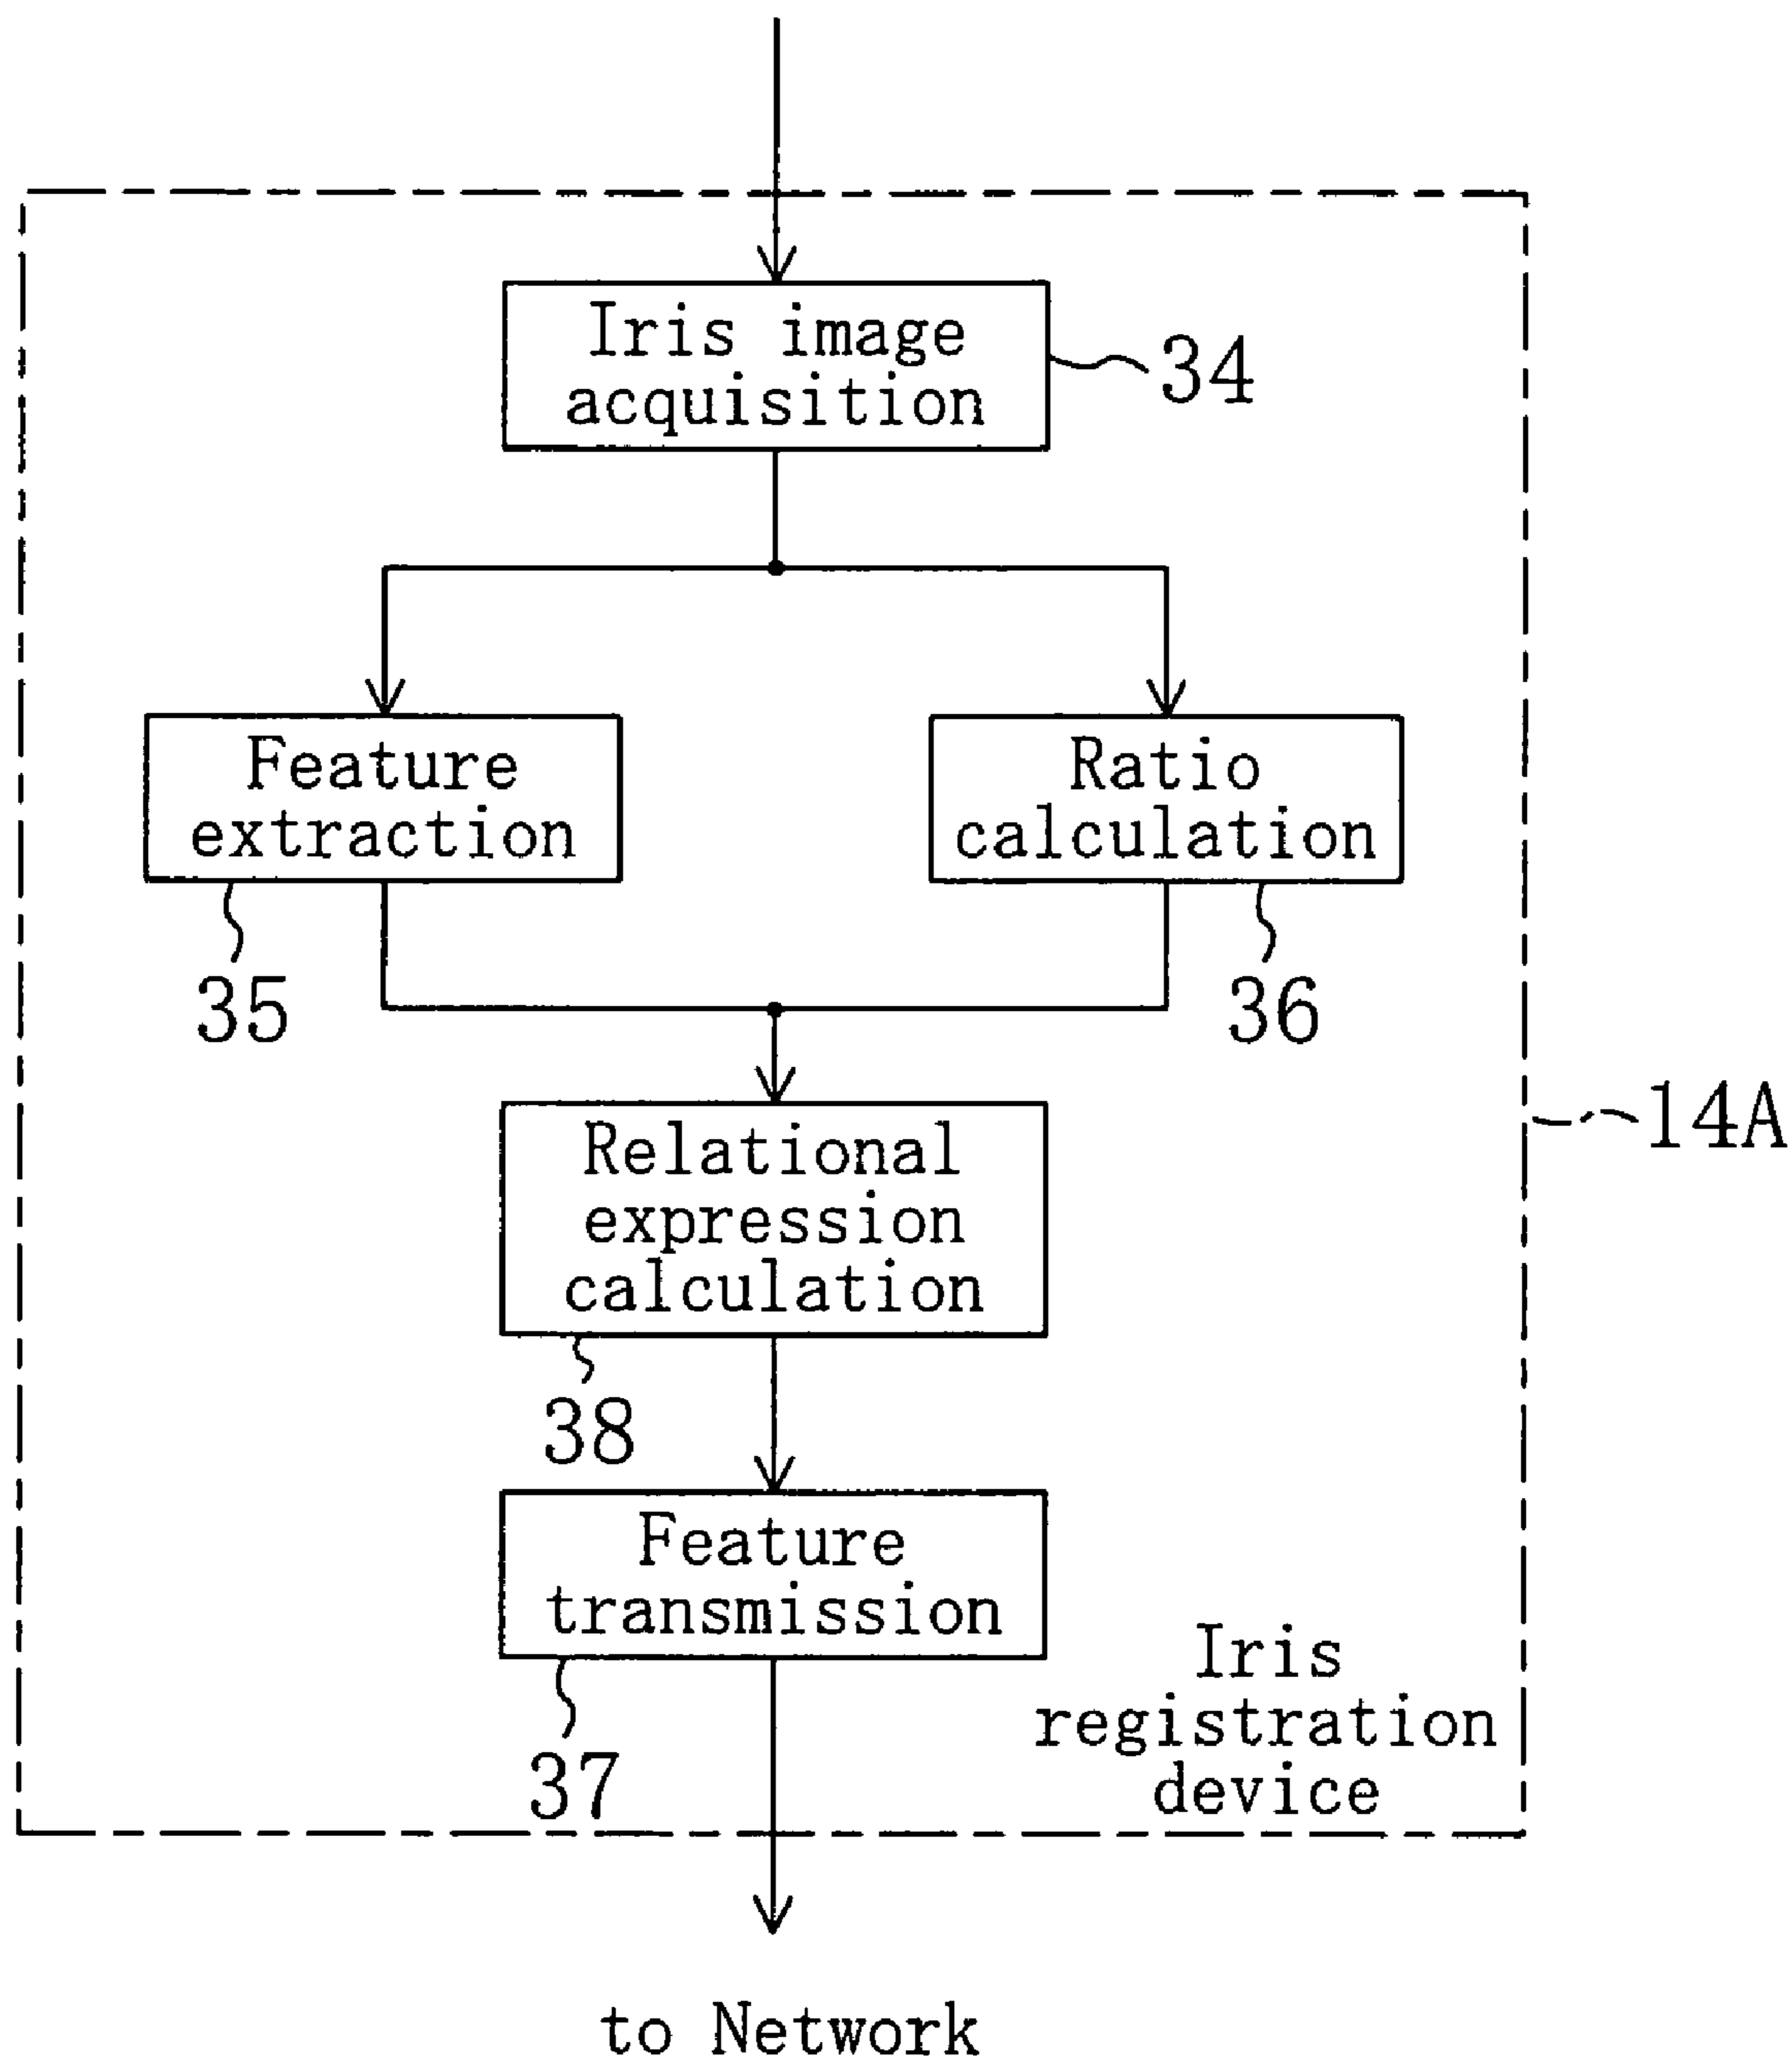 Iris image
acquisition
34
Feature
extraction
Ratio
calculation
35
36
14A
Relational
expression
calculation
38
Feature
transmission
37
Iris
registration
device
to Network